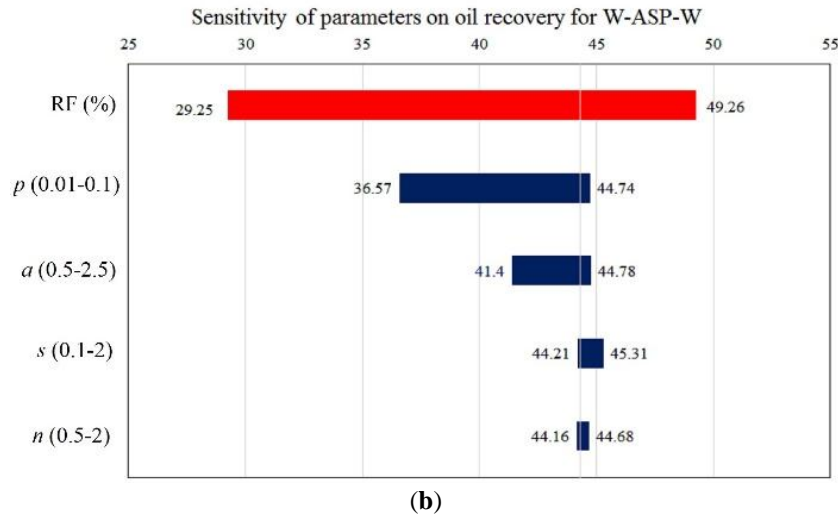 Sensitivity of parameters on oil recovery for W-ASP-W
25 30 35 40 45 50 55
RF (%) 29.25 49.26
p (0.01-0.1) 36.57 44.74
a (0.5-2.5) 41.4 44.78
s (0.1-2) 44.21 45.31
n (0.5-2) 44.16 44.68
(b)